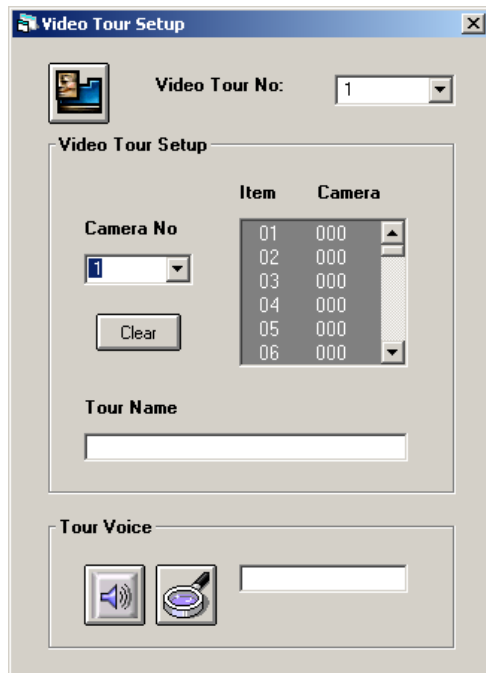 Video Tour Setup
Video Tour No: 1
Video Tour Setup
Item Camera
Camera No
1
01 000
02 000
03 000
04 000
05 000
06 000
Clear
Tour Name
Tour Voice